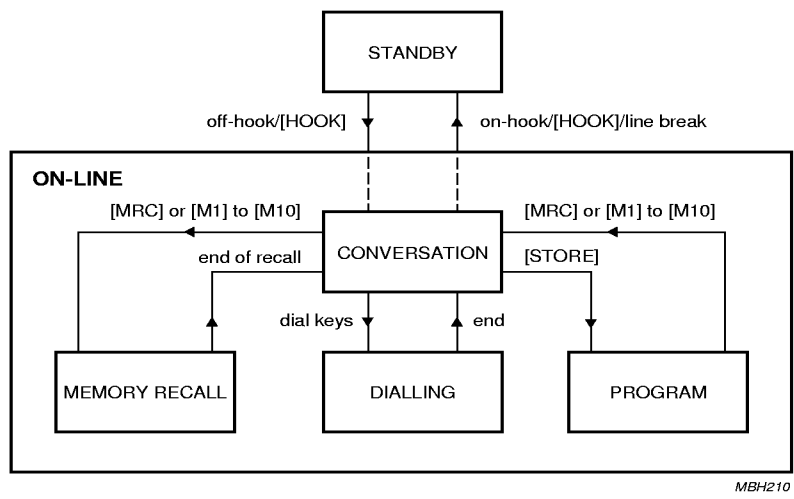 STANDBY
off-hook/[HOOK]
on-hook/[HOOK]/line break
ON-LINE
[MRC] or [M1] to [M10]
[MRC] or [M1] to [M10]
CONVERSATION
end of recall
[STORE]
dial keys
end
MEMORY RECALL
DIALLING
PROGRAM
MBH210